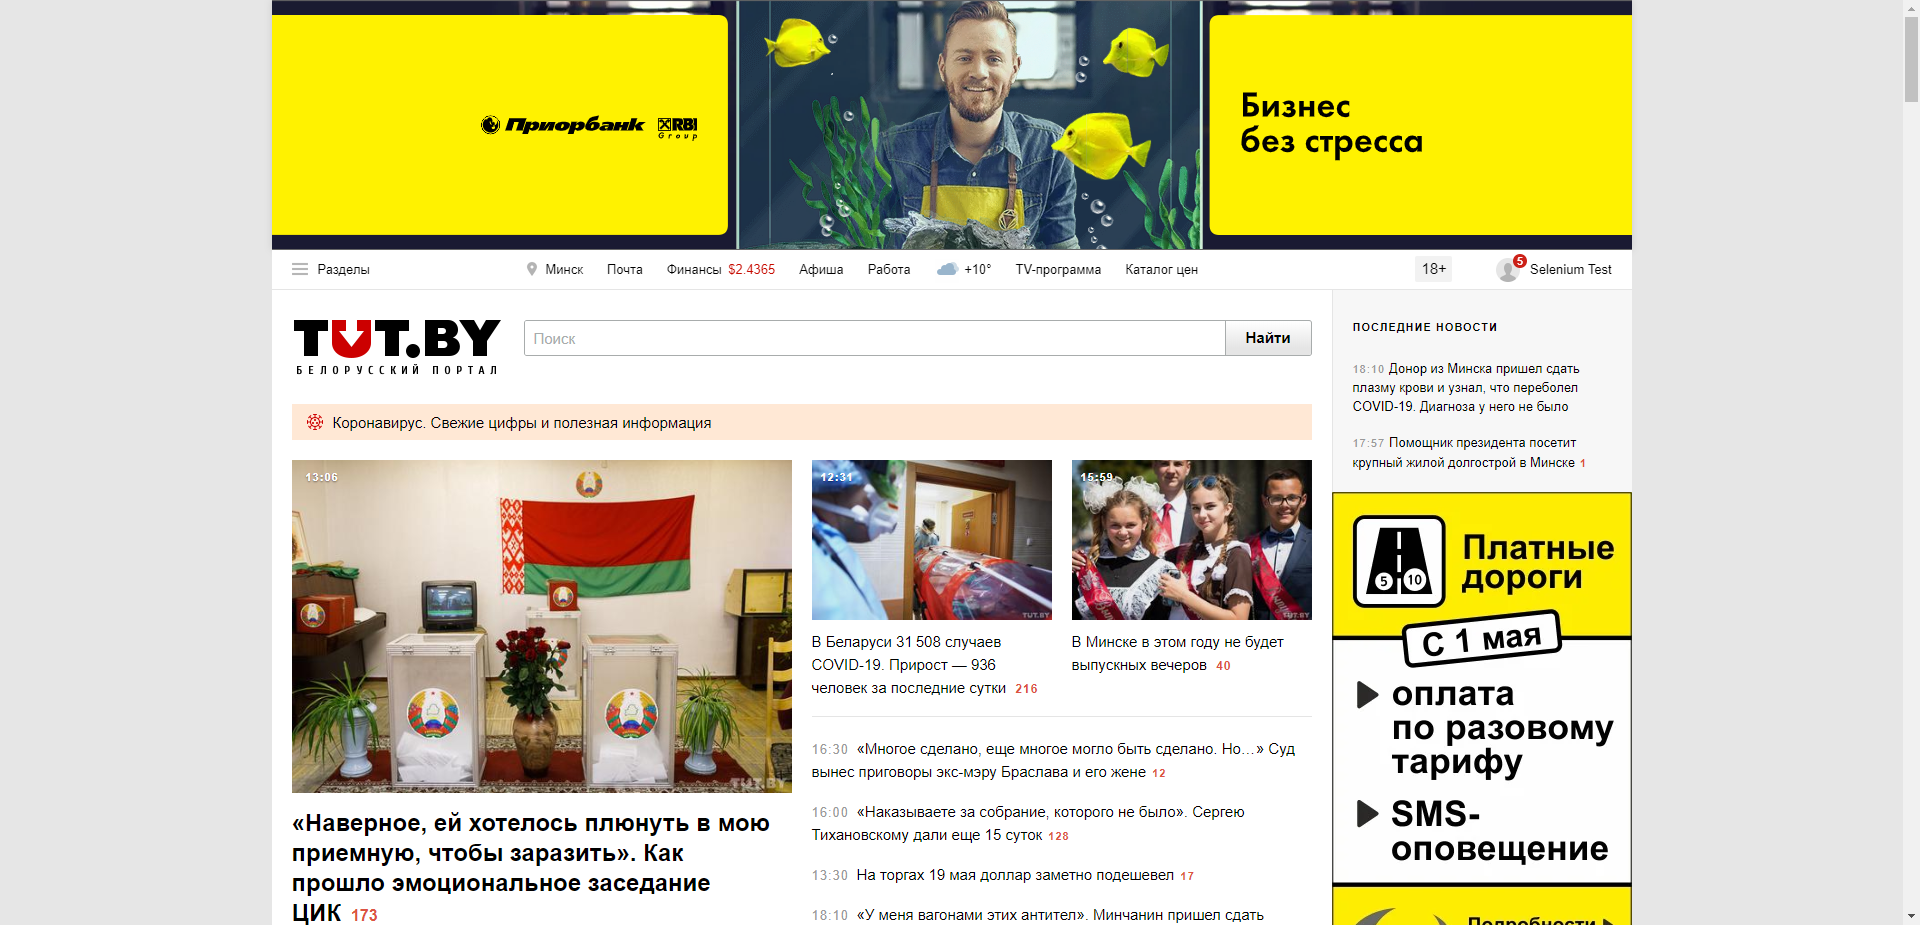 Приорбанк
RBI
Group
Бизнес
без стресса
Разделы
Минск
Почта
Финансы $2.4365
Афиша
Работа
+10°
TV-программа
Каталог цен
18+
5
Selenium Test
TUT.BY
БЕЛОРУССКИЙ ПОРТАЛ
Поиск
Найти
Коронавирус. Свежие цифры и полезная информация
13:06
TUT.BY
«Наверное, ей хотелось плюнуть в мою
приемную, чтобы заразить». Как
прошло эмоциональное заседание
ЦИК 173
12:31
TUT.BY
В Беларуси 31 508 случаев
COVID-19. Прирост — 936
человек за последние сутки 216
15:59
TUT.BY
В Минске в этом году не будет
выпускных вечеров 40
16:30 «Многое сделано, еще многое могло быть сделано. Но…» Суд
вынес приговоры экс-мэру Браслава и его жене 12
16:00 «Наказываете за собрание, которого не было». Сергею
Тихановскому дали еще 15 суток 128
13:30 На торгах 19 мая доллар заметно подешевел 17
18:10 «У меня вагонами этих антител». Минчанин пришел сдать
ПОСЛЕДНИЕ НОВОСТИ
18:10 Донор из Минска пришел сдать
плазму крови и узнал, что переболел
COVID-19. Диагноза у него не было
17:57 Помощник президента посетит
крупный жилой долгострой в Минске 1
5 10
Платные
дороги
С 1 мая
оплата
по разовому
тарифу
SMS-
оповещение
Подробности